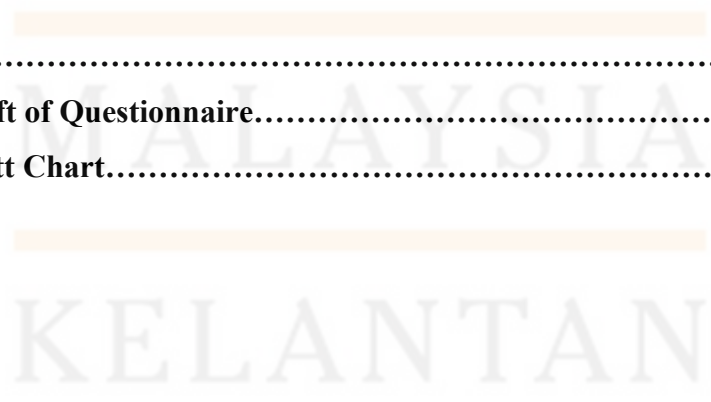 ........................................................................
MALAYSIA
ft of Questionnaire...........................................
tt Chart.........................................................
KELANTAN